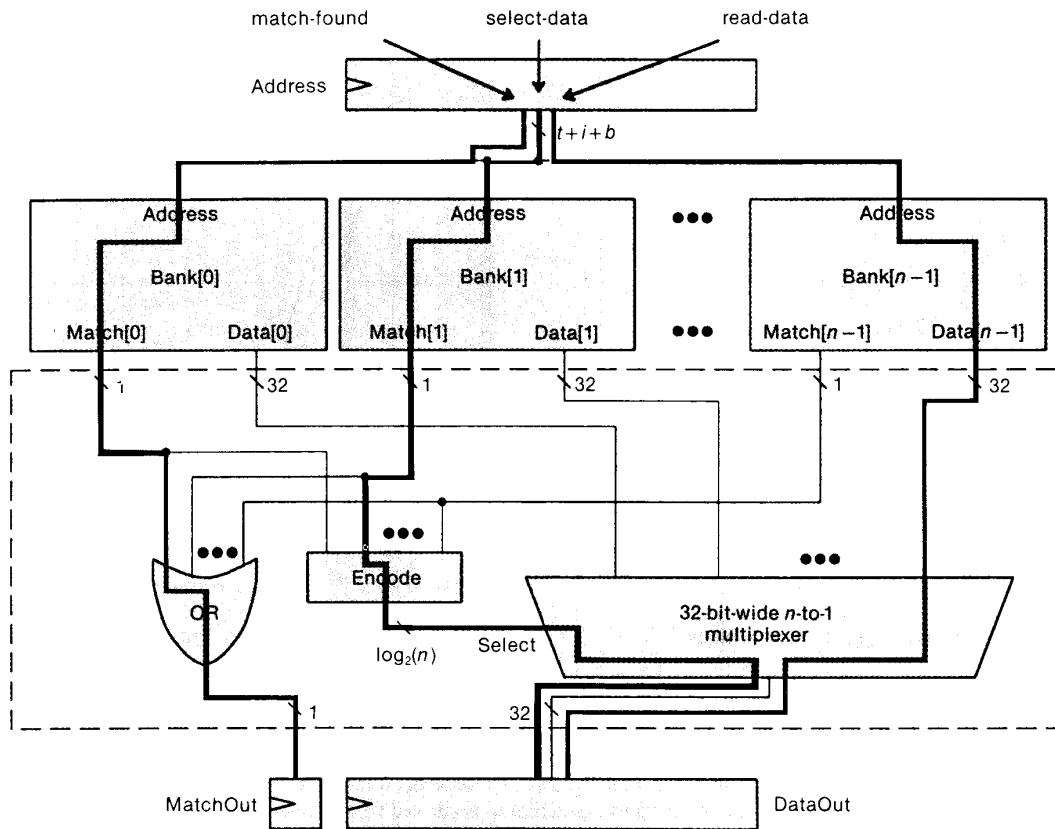 match-found select-data read-data
Address
t + i + b
Address Address ●●● Address
Bank[0] Bank[1] Bank[n – 1]
Match[0] Data[0] Match[1] Data[1] ●●● Match[n – 1] Data[n – 1]
1 32 1 32 1 32
●●● ●●● ●●●
OR Encode 32-bit-wide n-to-1
multiplexer
log₂(n) Select
1 32
MatchOut DataOut